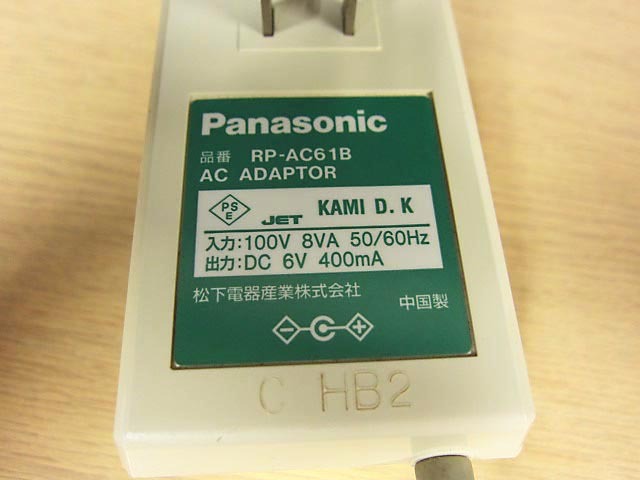 Panasonic
品番 RP-AC61B
AC ADAPTOR
PS
E
JET KAMI D.K
入力:100V 8VA 50/60Hz
出力:DC 6V 400mA
松下電器産業株式会社 中国製
C HB2